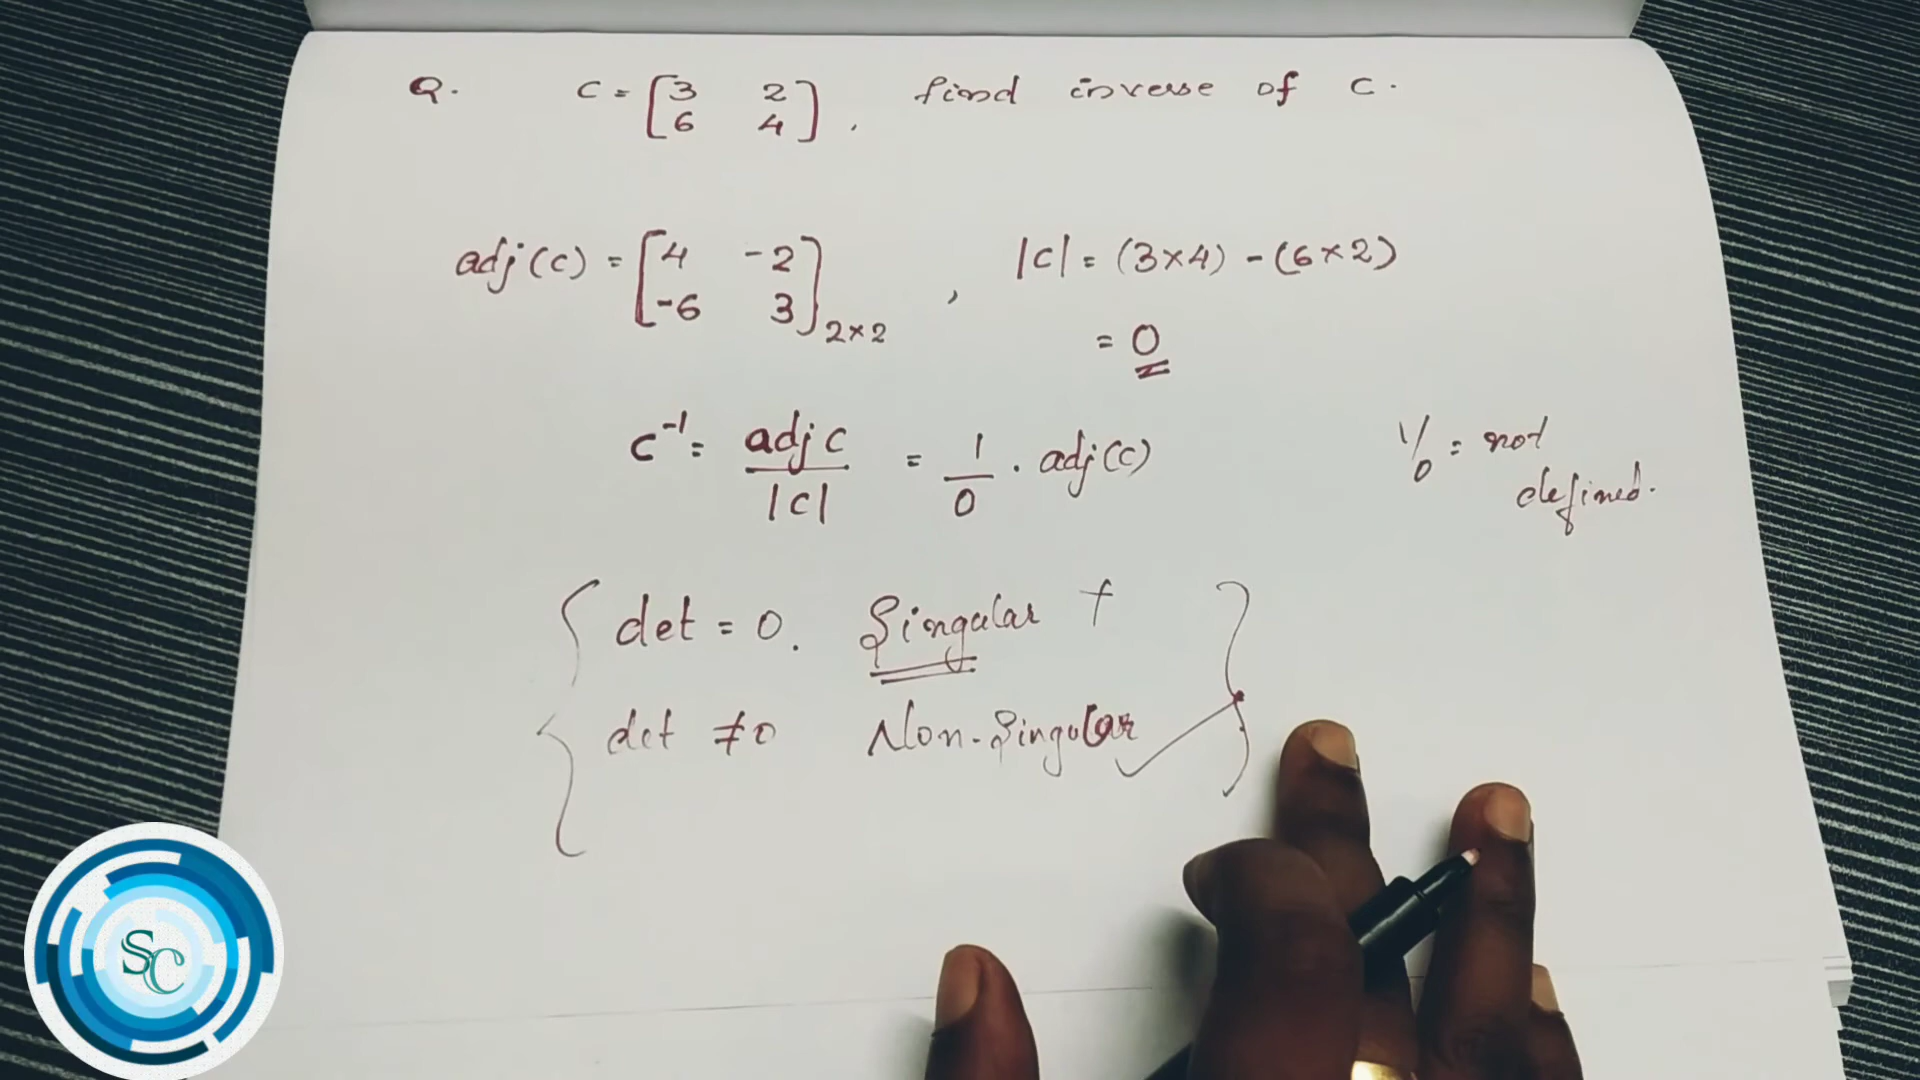 Q. C = [3 2
6 4], find inverse of C.
adj(C) = [4 -2
-6 3]2×2 , |C| = (3×4) - (6×2)
= 0
C-1 = adj C / |C| = 1/0 . adj(C)
1/0 = not
defined.
{ det = 0. Singular †
det ≠ 0 Non-Singular ✓ }
SC